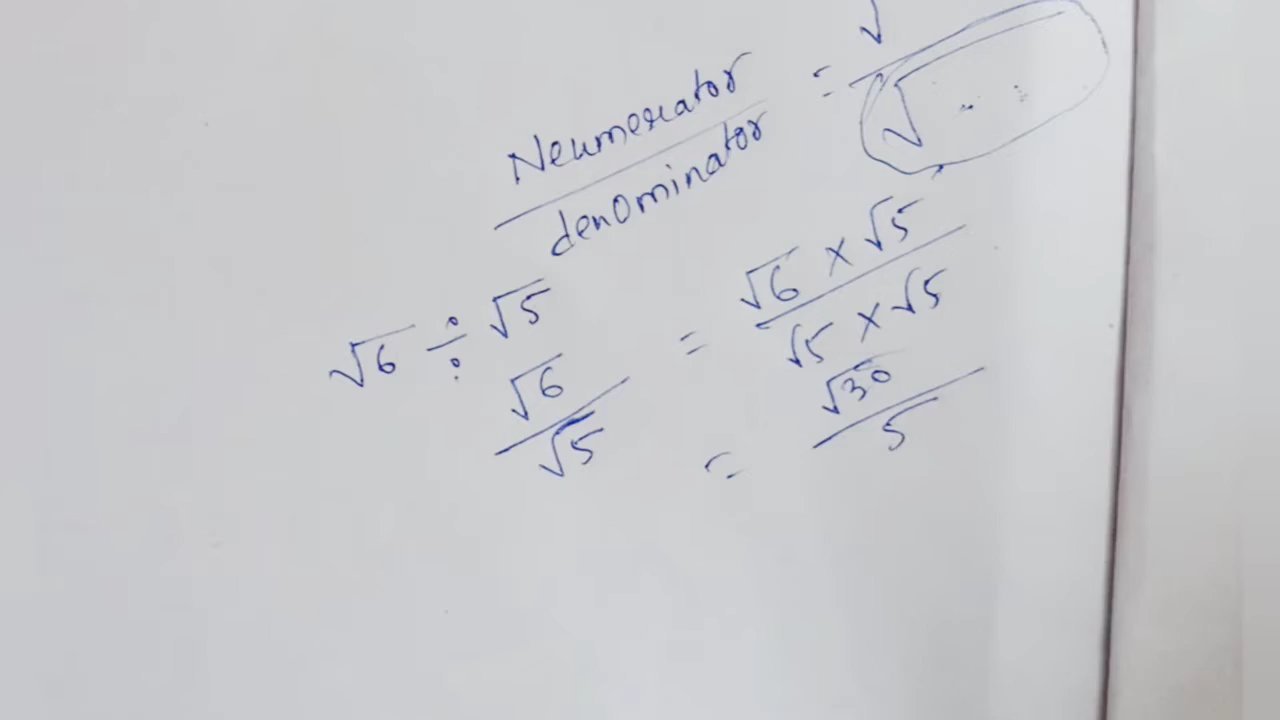 Neumerator = √
denominator √ - ..
√6 ÷ √5
√6 = √6 × √5
√5 √5 × √5
= √30
5